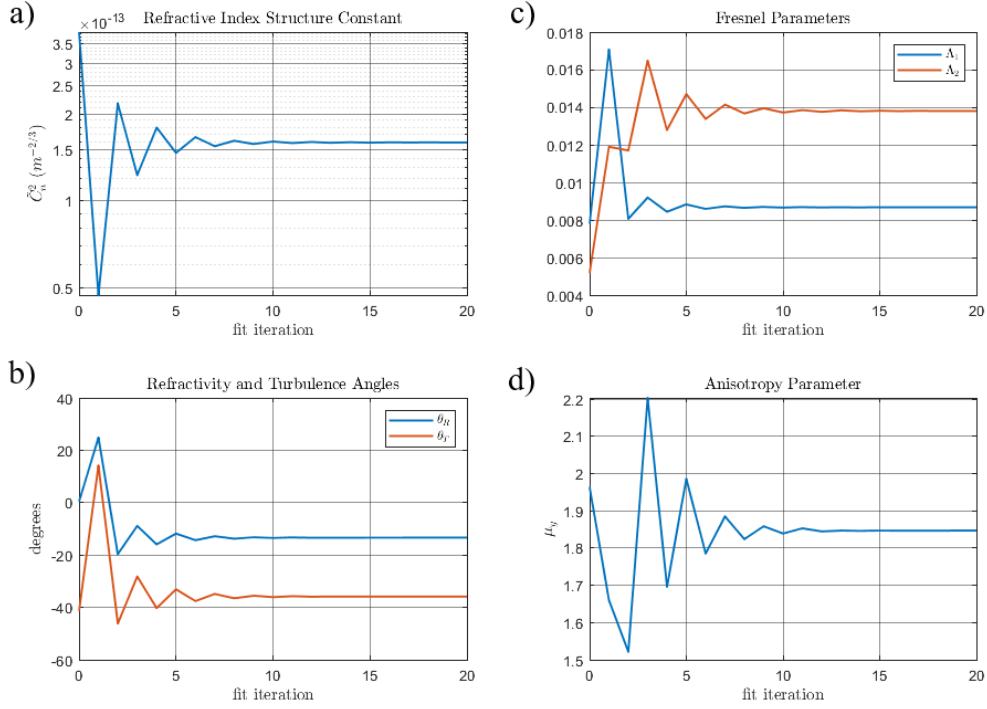 a)
Refractive Index Structure Constant
×10⁻¹³
3.5
3
2.5
2
1.5
1
0.5
C̃²ₙ (m⁻²/³)
0 5 10 15 20
fit iteration
c)
Fresnel Parameters
0.018
0.016
0.014
0.012
0.01
0.008
0.006
0.004
Λ₁
Λ₂
0 5 10 15 20
fit iteration
b)
Refractivity and Turbulence Angles
40
20
0
-20
-40
-60
degrees
θ_R
θ_T
0 5 10 15 20
fit iteration
d)
Anisotropy Parameter
2.2
2.1
2
1.9
1.8
1.7
1.6
1.5
μ_y
0 5 10 15 20
fit iteration